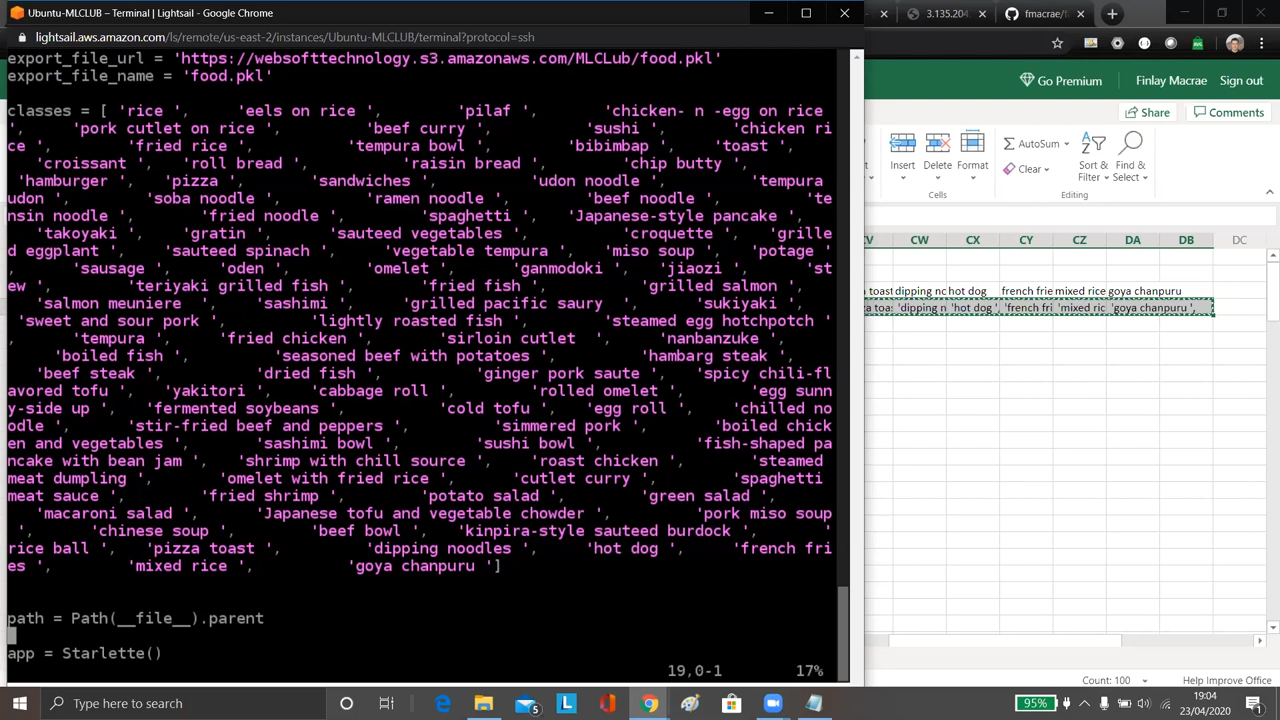 Ubuntu-MLCLUB – Terminal | Lightsail - Google Chrome
lightsail.aws.amazon.com/ls/remote/us-east-2/instances/Ubuntu-MLCLUB/terminal?protocol=ssh
3.135.204.
fmacrae/t
export_file_url = 'https://websofttechnology.s3.amazonaws.com/MLCLub/food.pkl'
export_file_name = 'food.pkl'
classes = [ 'rice ',      'eels on rice ',          'pilaf ',           'chicken- n -egg on rice
',      'pork cutlet on rice ',          'beef curry ',           'sushi ',           'chicken ri
ce ',         'fried rice ',           'tempura bowl ',         'bibimbap ',        'toast ',
'croissant ',      'roll bread ',        'raisin bread ',          'chip butty ',
'hamburger ',      'pizza ',           'sandwiches ',           'udon noodle ',          'tempura
udon ',         'soba noodle ',          'ramen noodle ',         'beef noodle ',          'te
nsin noodle ',          'fried noodle ',           'spaghetti ',      'Japanese-style pancake ',
'takoyaki ',       'gratin ',         'sauteed vegetables ',             'croquette ',       'grille
d eggplant ',       'sauteed spinach ',          'vegetable tempura ',      'miso soup ',      'potage ',
'sausage ',        'oden ',           'omelet ',          'ganmodoki ',      'jiaozi ',        'st
ew ',         'teriyaki grilled fish ',          'fried fish ',             'grilled salmon ',
'salmon meuniere ',        'sashimi ',        'grilled pacific saury ',          'sukiyaki ',
'sweet and sour pork ',            'lightly roasted fish ',          'steamed egg hotchpotch ',
'tempura ',        'fried chicken ',          'sirloin cutlet  ',         'nanbanzuke ',
'boiled fish ',            'seasoned beef with potatoes ',           'hambarg steak ',
'beef steak ',             'dried fish ',            'ginger pork saute ',      'spicy chili-fl
avored tofu ',      'yakitori ',      'cabbage roll ',         'rolled omelet ',         'egg sunn
y-side up ',      'fermented soybeans ',            'cold tofu ',      'egg roll ',      'chilled no
odle ',       'stir-fried beef and peppers ',           'simmered pork ',          'boiled chick
en and vegetables ',          'sashimi bowl ',        'sushi bowl ',            'fish-shaped pa
ncake with bean jam ',      'shrimp with chill source ',       'roast chicken ',          'steamed
meat dumpling ',        'omelet with fried rice ',         'cutlet curry ',           'spaghetti
meat sauce ',         'fried shrimp ',           'potato salad ',          'green salad ',
'macaroni salad ',         'Japanese tofu and vegetable chowder ',            'pork miso soup
',        'chinese soup ',           'beef bowl ',      'kinpira-style sauteed burdock ',
'rice ball ',      'pizza toast ',            'dipping noodles ',        'hot dog ',        'french fri
es ',         'mixed rice ',             'goya chanpuru ']
path = Path(__file__).parent
app = Starlette()
19,0-1          17%
Go Premium
Finlay Macrae
Sign out
Share
Comments
Insert
Delete
Format
AutoSum
Clear
Sort & Filter
Find & Select
Cells
Editing
CV CW CX CY CZ DA DB DC
n toast dipping nc hot dog french frie mixed rice goya chanpuru
'dipping n 'hot dog ', 'french fri 'mixed ric 'goya chanpuru ',
Count: 100
Help Improve Office
Type here to search
5
95%
19:04
23/04/2020